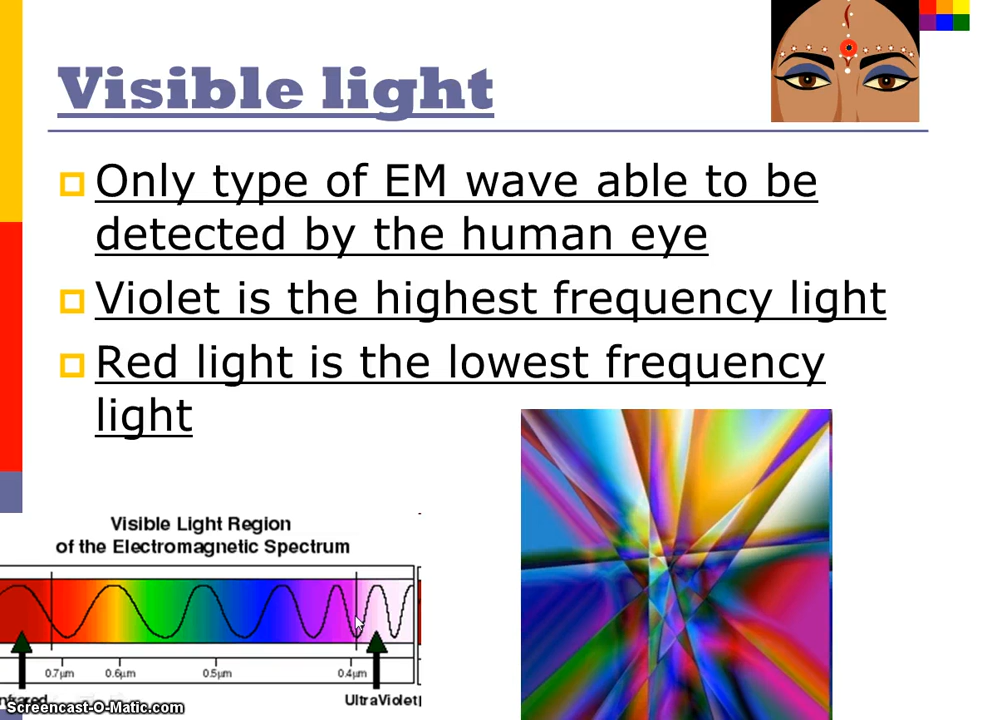 Visible light
Only type of EM wave able to be
detected by the human eye
Violet is the highest frequency light
Red light is the lowest frequency
light
Visible Light Region
of the Electromagnetic Spectrum
0.7µm 0.6µm 0.5µm 0.4µm
UltraViolet
Screencast-O-Matic.com